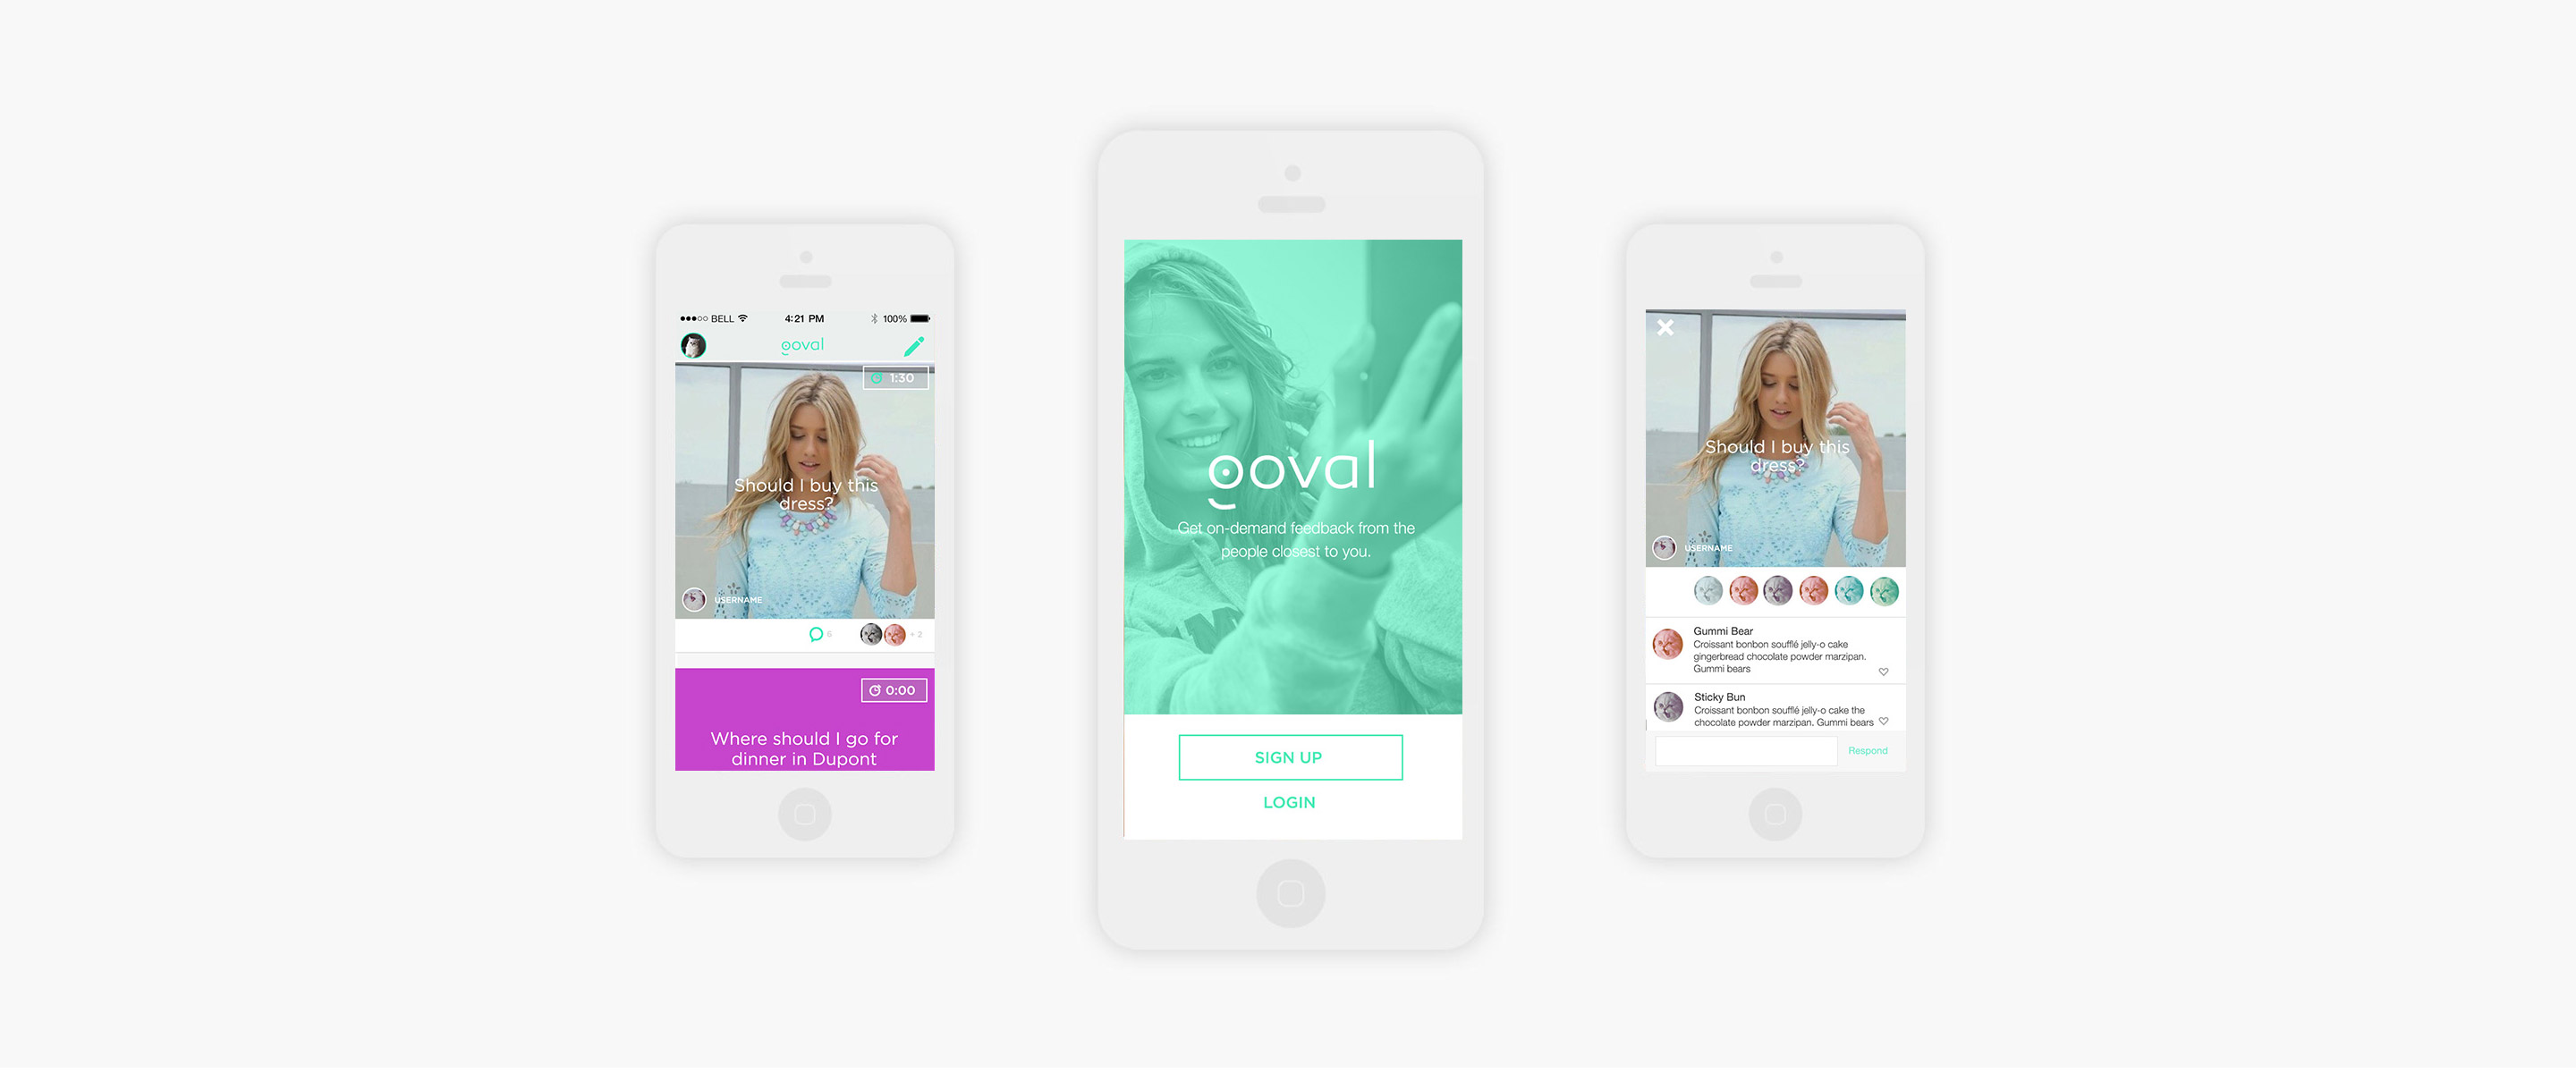 BELL
4:21 PM
100%
goval
1:30
Should I buy this
dress?
USERNAME
6
+ 2
0:00
Where should I go for
dinner in Dupont
goval
Get on-demand feedback from the
people closest to you.
SIGN UP
LOGIN
Should I buy this
dress?
USERNAME
Gummi Bear
Croissant bonbon soufflé jelly-o cake
gingerbread chocolate powder marzipan.
Gummi bears
Sticky Bun
Croissant bonbon soufflé jelly-o cake the
chocolate powder marzipan. Gummi bears
Respond